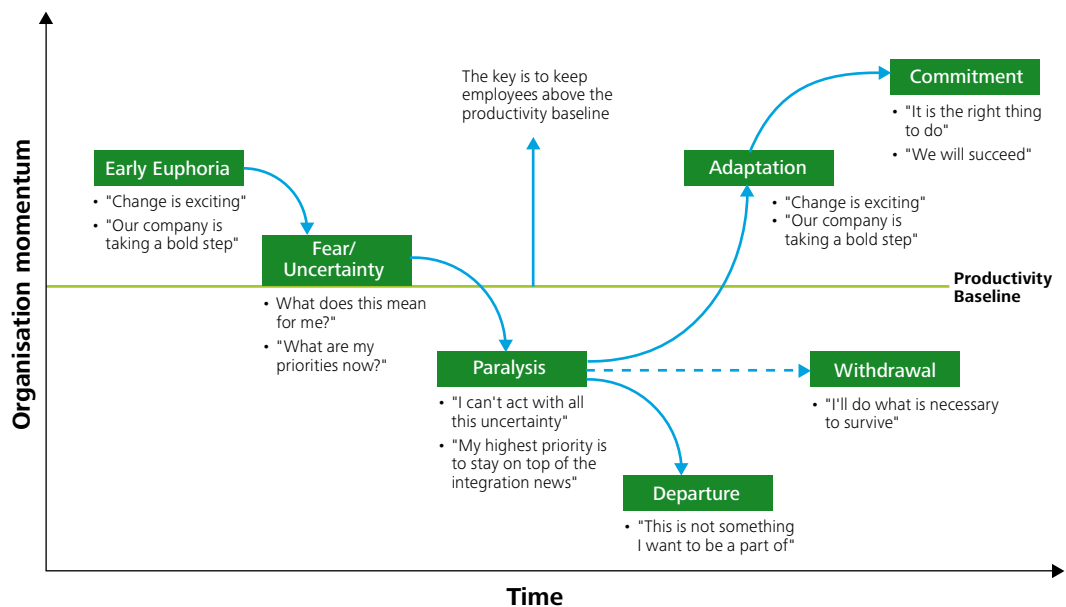 Organisation momentum
Early Euphoria
• "Change is exciting"
• "Our company is
taking a bold step"
Fear/
Uncertainty
• What does this mean
for me?"
• "What are my
priorities now?"
The key is to keep
employees above the
productivity baseline
Paralysis
• "I can't act with all
this uncertainty"
• "My highest priority is
to stay on top of the
integration news"
Adaptation
• "Change is exciting"
• "Our company is
taking a bold step"
Commitment
• "It is the right thing
to do"
• "We will succeed"
Productivity
Baseline
Withdrawal
• "I'll do what is necessary
to survive"
Departure
• "This is not something
I want to be a part of"
Time